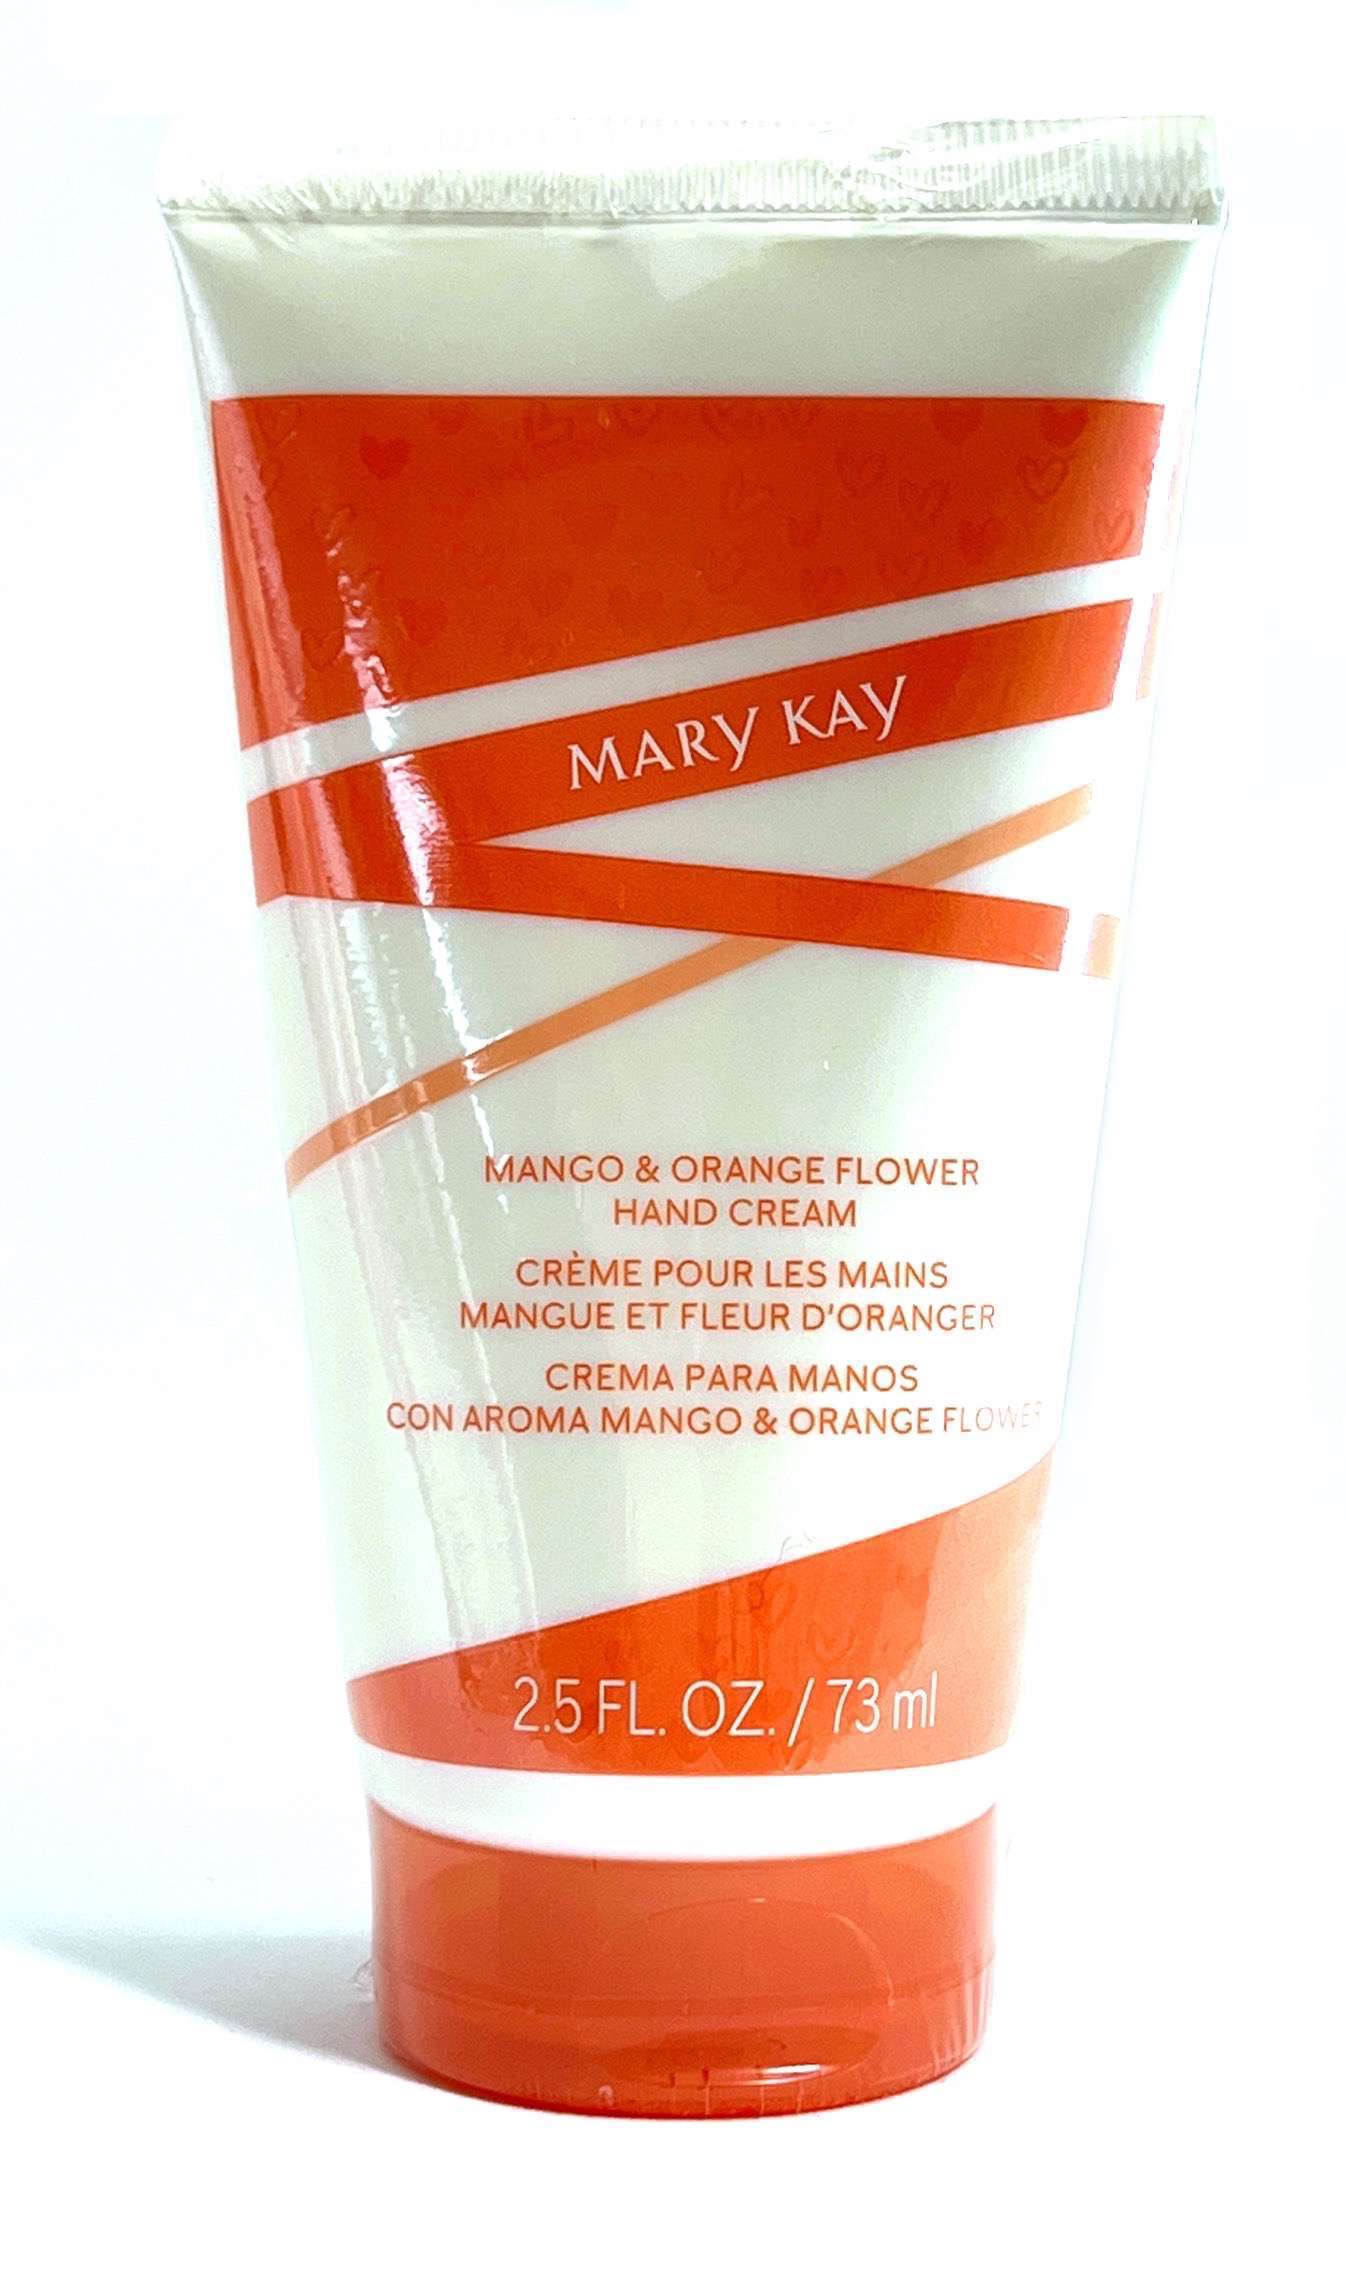 MARY KAY
MANGO & ORANGE FLOWER
HAND CREAM
CRÈME POUR LES MAINS
MANGUE ET FLEUR D'ORANGER
CREMA PARA MANOS
CON AROMA MANGO & ORANGE FLOWER
2.5 FL. OZ. / 73 ml